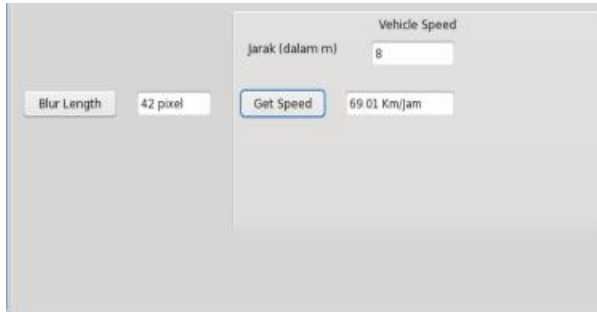 Vehicle Speed
Jarak (dalam m) 8
Blur Length 42 pixel Get Speed 69.01 Km/Jam